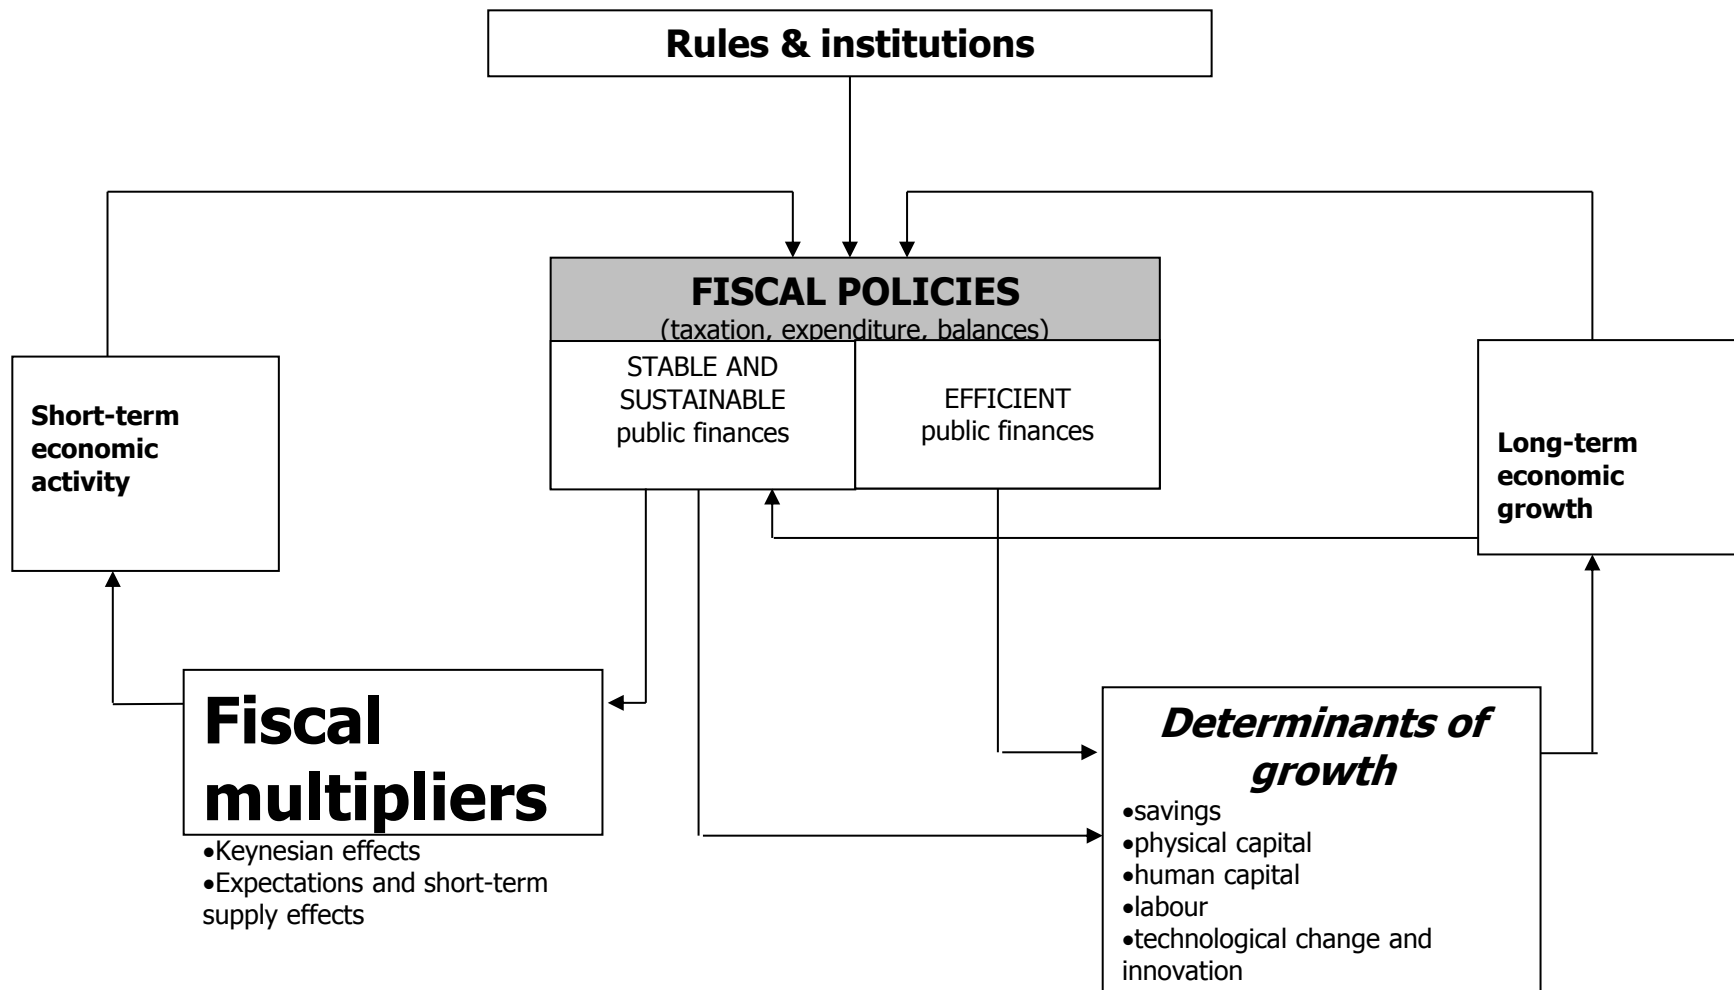 Rules & institutions
FISCAL POLICIES
(taxation, expenditure, balances)
STABLE AND
SUSTAINABLE
public finances
EFFICIENT
public finances
Short-term
economic
activity
Long-term
economic
growth
Fiscal
multipliers
•Keynesian effects
•Expectations and short-term
supply effects
Determinants of
growth
•savings
•physical capital
•human capital
•labour
•technological change and
innovation